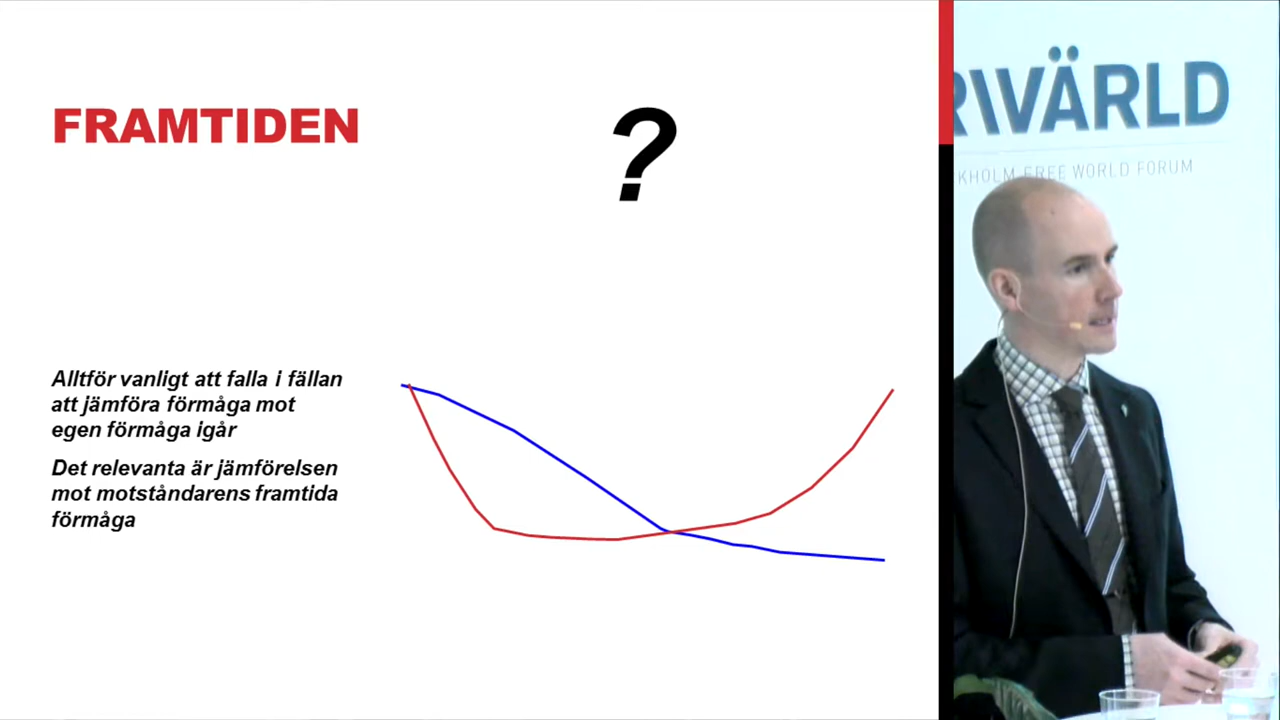 FRAMTIDEN
?
Alltför vanligt att falla i fällan
att jämföra förmåga mot
egen förmåga igår
Det relevanta är jämförelsen
mot motståndarens framtida
förmåga
RIVÄRLD
KHOLM FREE WORLD FORUM